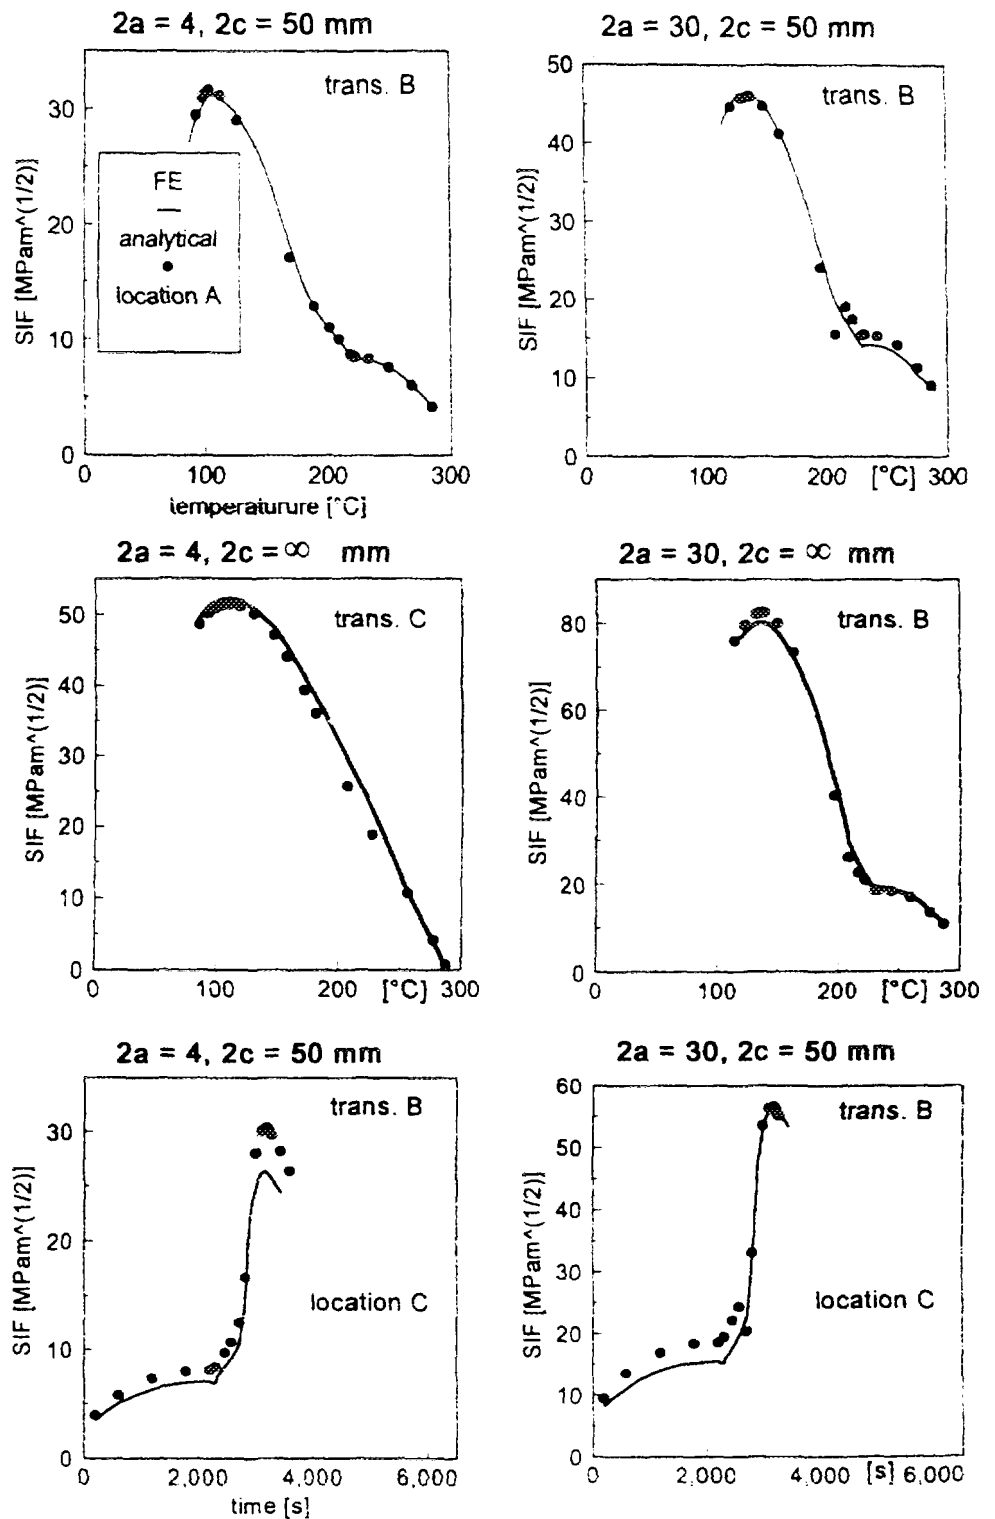 2a = 4, 2c = 50 mm
trans. B
SIF [MPam^(1/2)]
30
20
10
0
FE
analytical
location A
0 100 200 300
temperaturure [°C]
2a = 30, 2c = 50 mm
trans. B
SIF [MPam^(1/2)]
50
40
30
20
10
0
0 100 200 [°C] 300
2a = 4, 2c = ∞ mm
trans. C
SIF [MPam^(1/2)]
50
40
30
20
10
0
0 100 200 [°C] 300
2a = 30, 2c = ∞ mm
trans. B
SIF [MPam^(1/2)]
80
60
40
20
0
0 100 200 [°C] 300
2a = 4, 2c = 50 mm
trans. B
SIF [MPam^(1/2)]
30
20
10
0
location C
0 2,000 4,000 6,000
time [s]
2a = 30, 2c = 50 mm
trans. B
SIF [MPam^(1/2)]
60
50
40
30
20
10
0
location C
0 2,000 4,000 [s] 6,000